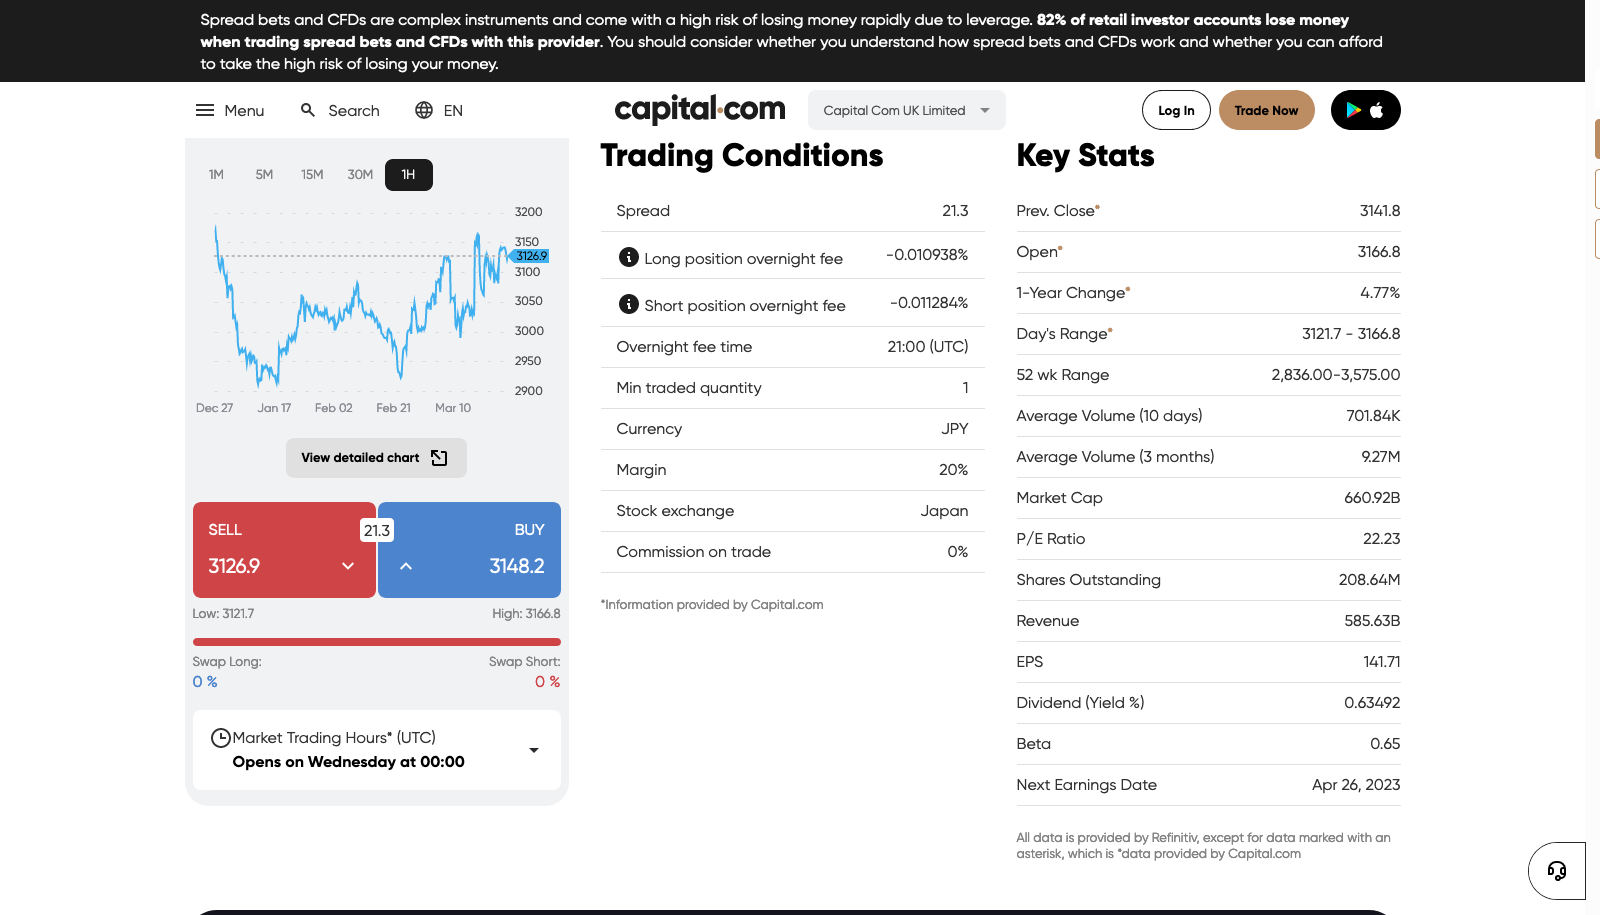 Spread bets and CFDs are complex instruments and come with a high risk of losing money rapidly due to leverage. 82% of retail investor accounts lose money
when trading spread bets and CFDs with this provider. You should consider whether you understand how spread bets and CFDs work and whether you can afford
to take the high risk of losing your money.
Menu
Search
EN
capital.com
Capital Com UK Limited
Log In
Trade Now
1M 5M 15M 30M 1H
3200
3150
3126.9
3100
3050
3000
2950
2900
Dec 27 Jan 17 Feb 02 Feb 21 Mar 10
View detailed chart
SELL
3126.9
21.3
BUY
3148.2
Low: 3121.7
High: 3166.8
Swap Long:
0 %
Swap Short:
0 %
Market Trading Hours* (UTC)
Opens on Wednesday at 00:00
Trading Conditions
Spread 21.3
Long position overnight fee -0.010938%
Short position overnight fee -0.011284%
Overnight fee time 21:00 (UTC)
Min traded quantity 1
Currency JPY
Margin 20%
Stock exchange Japan
Commission on trade 0%
*Information provided by Capital.com
Key Stats
Prev. Close* 3141.8
Open* 3166.8
1-Year Change* 4.77%
Day's Range* 3121.7 - 3166.8
52 wk Range 2,836.00-3,575.00
Average Volume (10 days) 701.84K
Average Volume (3 months) 9.27M
Market Cap 660.92B
P/E Ratio 22.23
Shares Outstanding 208.64M
Revenue 585.63B
EPS 141.71
Dividend (Yield %) 0.63492
Beta 0.65
Next Earnings Date Apr 26, 2023
All data is provided by Refinitiv, except for data marked with an
asterisk, which is *data provided by Capital.com